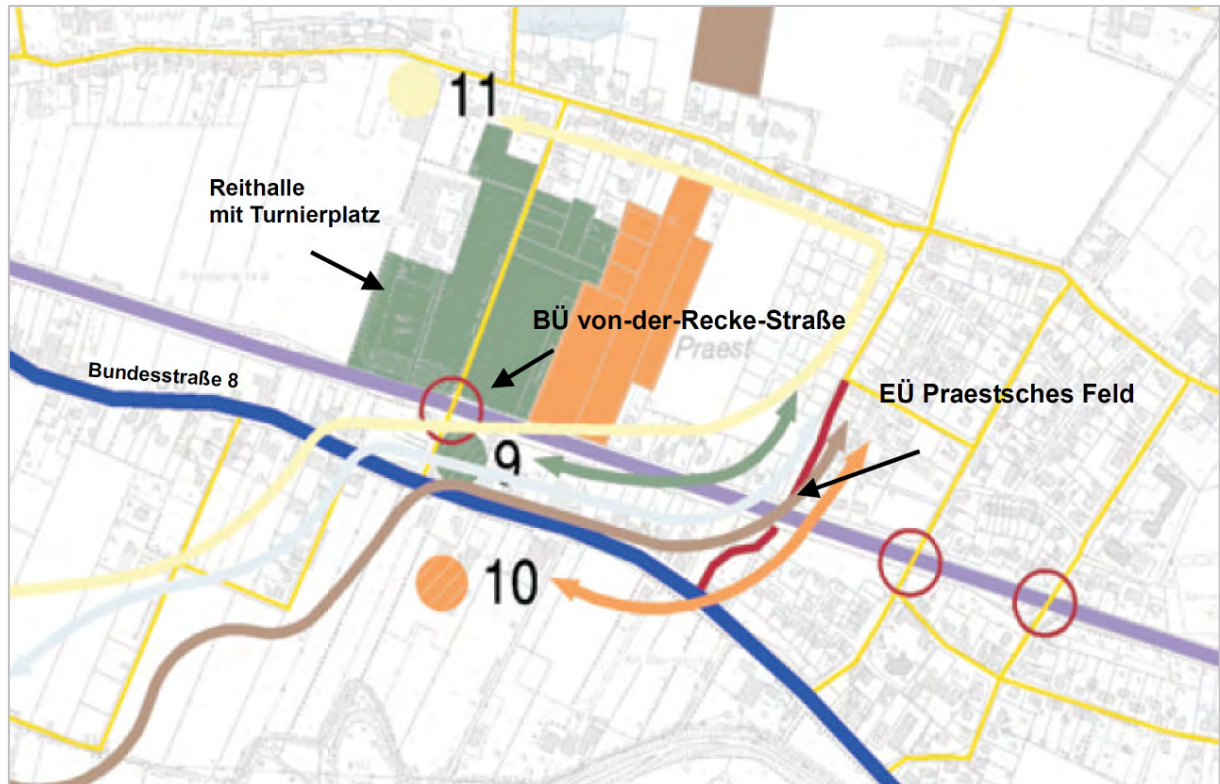 11
Reithalle
mit Turnierplatz
BÜ von-der-Recke-Straße
Praest
Bundesstraße 8
EÜ Praestsches Feld
9
10